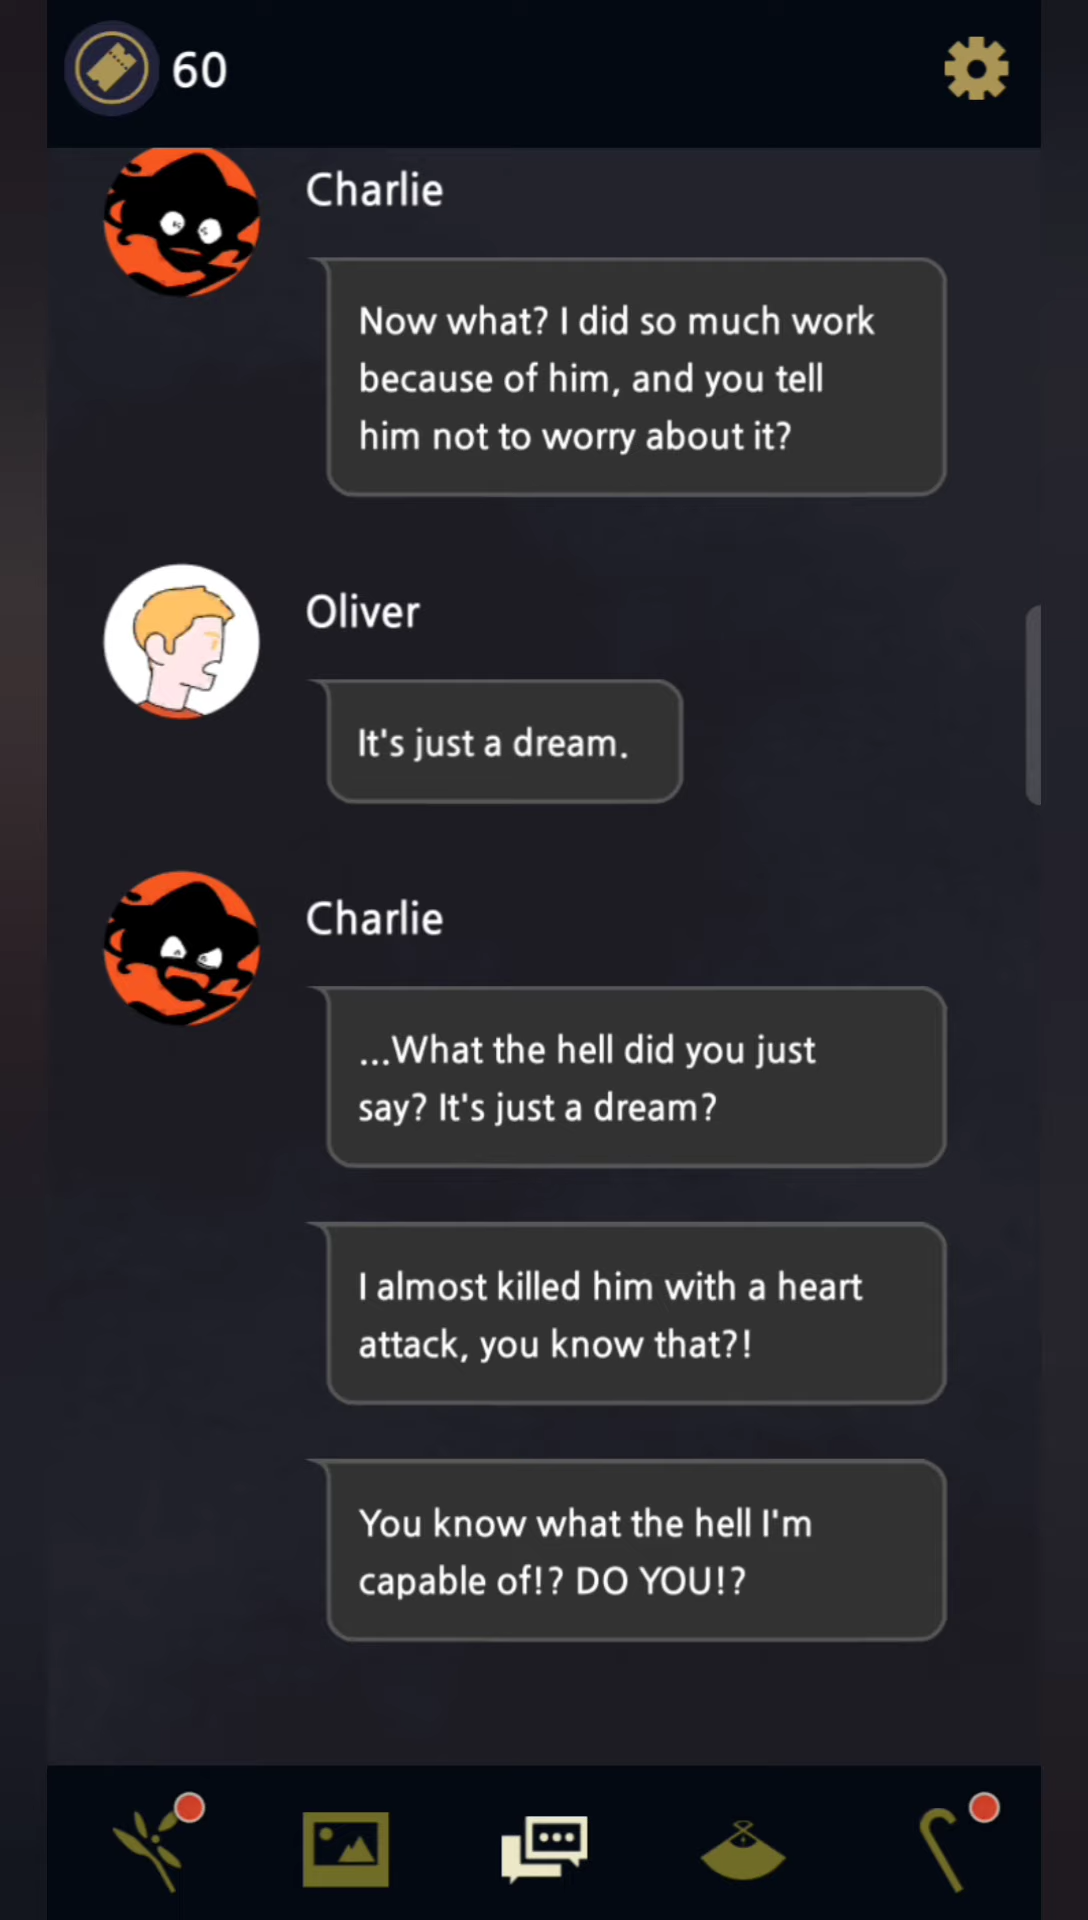 60
Charlie
Now what? I did so much work
because of him, and you tell
him not to worry about it?
Oliver
It's just a dream.
Charlie
...What the hell did you just
say? It's just a dream?
I almost killed him with a heart
attack, you know that?!
You know what the hell I'm
capable of!? DO YOU!?